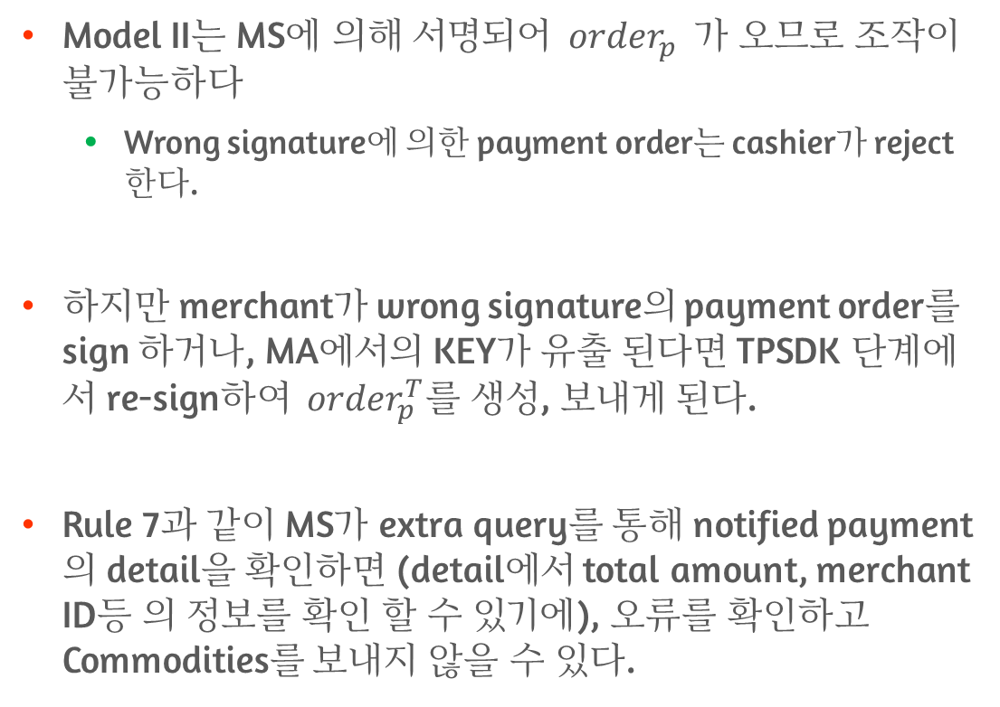 • Model II는 MS에 의해 서명되어 order_p 가 오므로 조작이
불가능하다
• Wrong signature에 의한 payment order는 cashier가 reject
한다.
• 하지만 merchant가 wrong signature의 payment order를
sign 하거나, MA에서의 KEY가 유출 된다면 TPSDK 단계에
서 re-sign하여 order_p^T를 생성, 보내게 된다.
• Rule 7과 같이 MS가 extra query를 통해 notified payment
의 detail을 확인하면 (detail에서 total amount, merchant
ID등 의 정보를 확인 할 수 있기에), 오류를 확인하고
Commodities를 보내지 않을 수 있다.